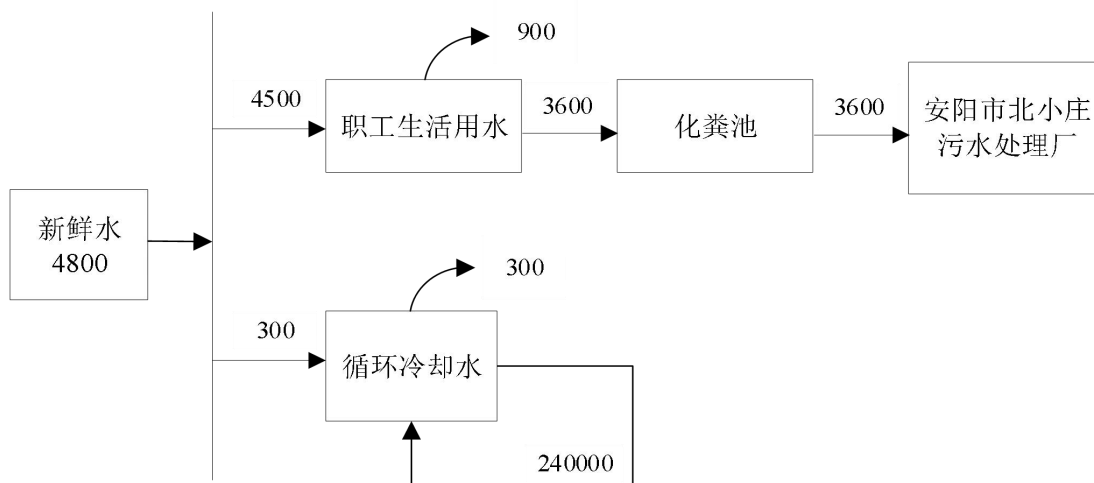 900
4500
职工生活用水
3600
化粪池
3600
安阳市北小庄
污水处理厂
新鲜水
4800
300
300
循环冷却水
240000